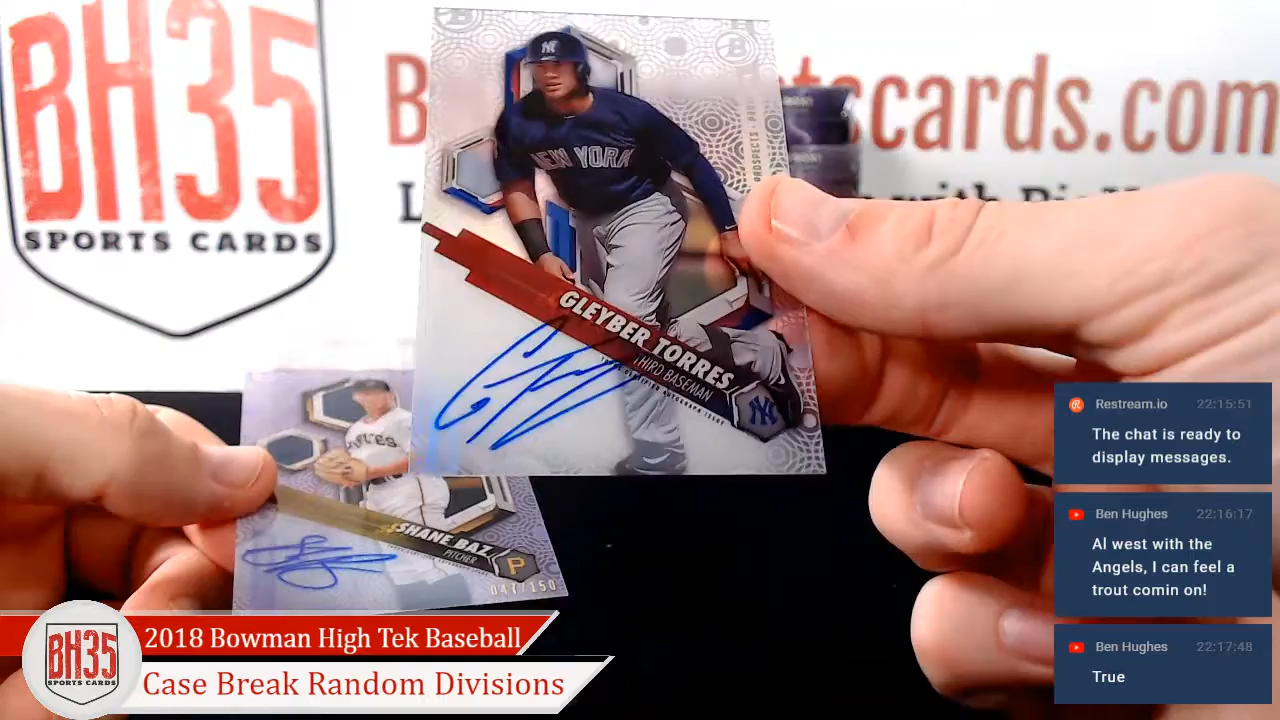 BH35
SPORTS CARDS
scards.com
NEW YORK
PROSPECTS
GLEYBER TORRES
THIRD BASEMAN
NY
SHANE BAZ
PITCHER
P
047/150
BH35
SPORTS CARDS
2018 Bowman High Tek Baseball
Case Break Random Divisions
Restream.io 22:15:51
The chat is ready to
display messages.
Ben Hughes 22:16:17
Al west with the
Angels, I can feel a
trout comin on!
Ben Hughes 22:17:48
True